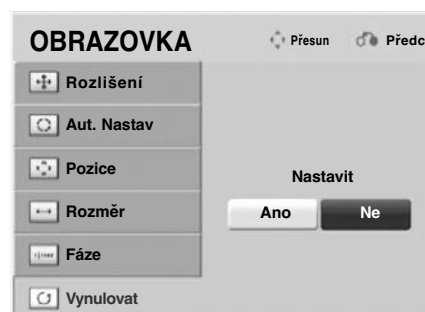 OBRAZOVKA
Přesun
Rozlišení
Aut. Nastav
Pozice
Rozměr
Fáze
Vynulovat
Nastavit
Ano Ne